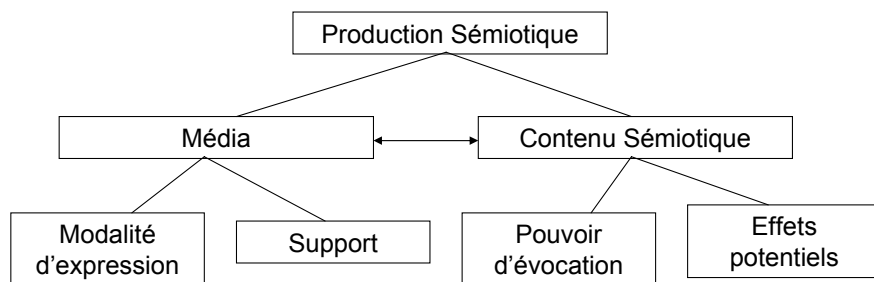 Production Sémiotique
Média
Contenu Sémiotique
Modalité
d’expression
Support
Pouvoir
d’évocation
Effets
potentiels